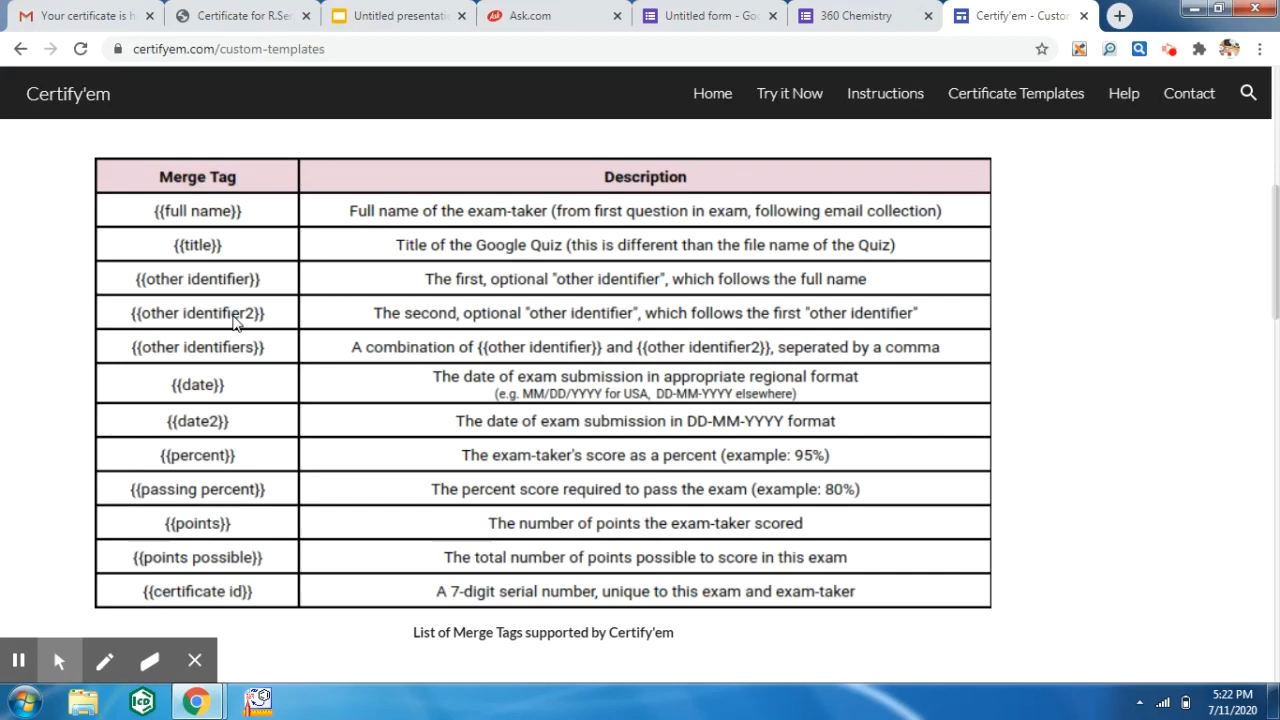 Your certificate is h
Certificate for R.Ser
Untitled presentatio
Ask.com
Untitled form - Goo
360 Chemistry
Certify'em - Custom
certifyem.com/custom-templates
Certify'em
Home
Try it Now
Instructions
Certificate Templates
Help
Contact
Merge Tag Description
{{full name}} Full name of the exam-taker (from first question in exam, following email collection)
{{title}} Title of the Google Quiz (this is different than the file name of the Quiz)
{{other identifier}} The first, optional "other identifier", which follows the full name
{{other identifier2}} The second, optional "other identifier", which follows the first "other identifier"
{{other identifiers}} A combination of {{other identifier}} and {{other identifier2}}, seperated by a comma
{{date}} The date of exam submission in appropriate regional format
(e.g. MM/DD/YYYY for USA, DD-MM-YYYY elsewhere)
{{date2}} The date of exam submission in DD-MM-YYYY format
{{percent}} The exam-taker's score as a percent (example: 95%)
{{passing percent}} The percent score required to pass the exam (example: 80%)
{{points}} The number of points the exam-taker scored
{{points possible}} The total number of points possible to score in this exam
{{certificate id}} A 7-digit serial number, unique to this exam and exam-taker
List of Merge Tags supported by Certify'em
5:22 PM
7/11/2020